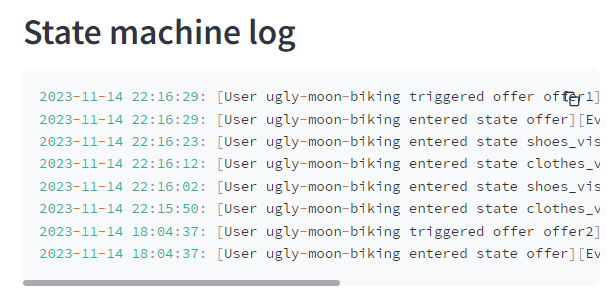 State machine log
2023-11-14 22:16:29: [User ugly-moon-biking triggered offer offer1]
2023-11-14 22:16:29: [User ugly-moon-biking entered state offer][Ev
2023-11-14 22:16:23: [User ugly-moon-biking entered state shoes_vis
2023-11-14 22:16:12: [User ugly-moon-biking entered state clothes_v
2023-11-14 22:16:02: [User ugly-moon-biking entered state shoes_vis
2023-11-14 22:15:50: [User ugly-moon-biking entered state clothes_v
2023-11-14 18:04:37: [User ugly-moon-biking triggered offer offer2]
2023-11-14 18:04:37: [User ugly-moon-biking entered state offer][Ev